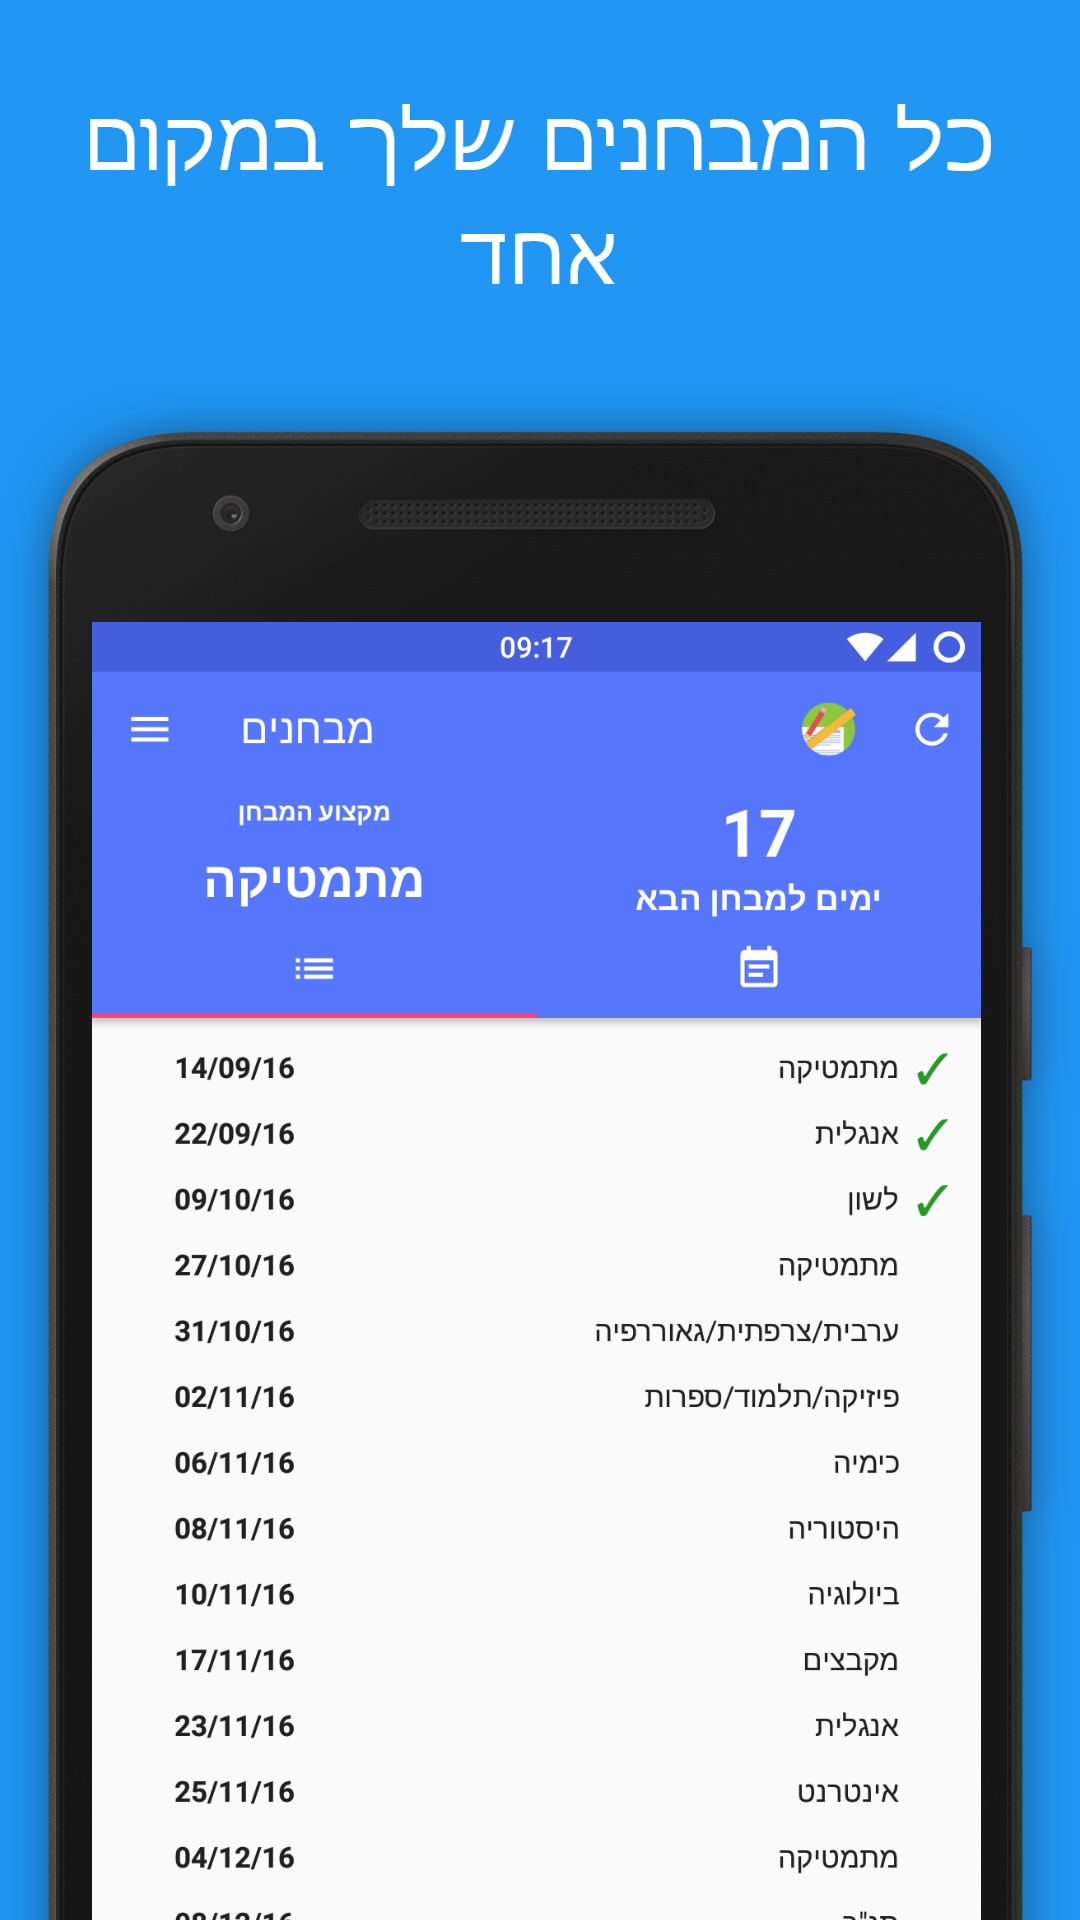 כל המבחנים שלך במקום
אחד
09:17
מבחנים
מקצוע המבחן
מתמטיקה
17
ימים למבחן הבא
מתמטיקה 14/09/16
אנגלית 22/09/16
לשון 09/10/16
מתמטיקה 27/10/16
ערבית/צרפתית/גאוררפיה 31/10/16
פיזיקה/תלמוד/ספרות 02/11/16
כימיה 06/11/16
היסטוריה 08/11/16
ביולוגיה 10/11/16
מקבצים 17/11/16
אנגלית 23/11/16
אינטרנט 25/11/16
מתמטיקה 04/12/16